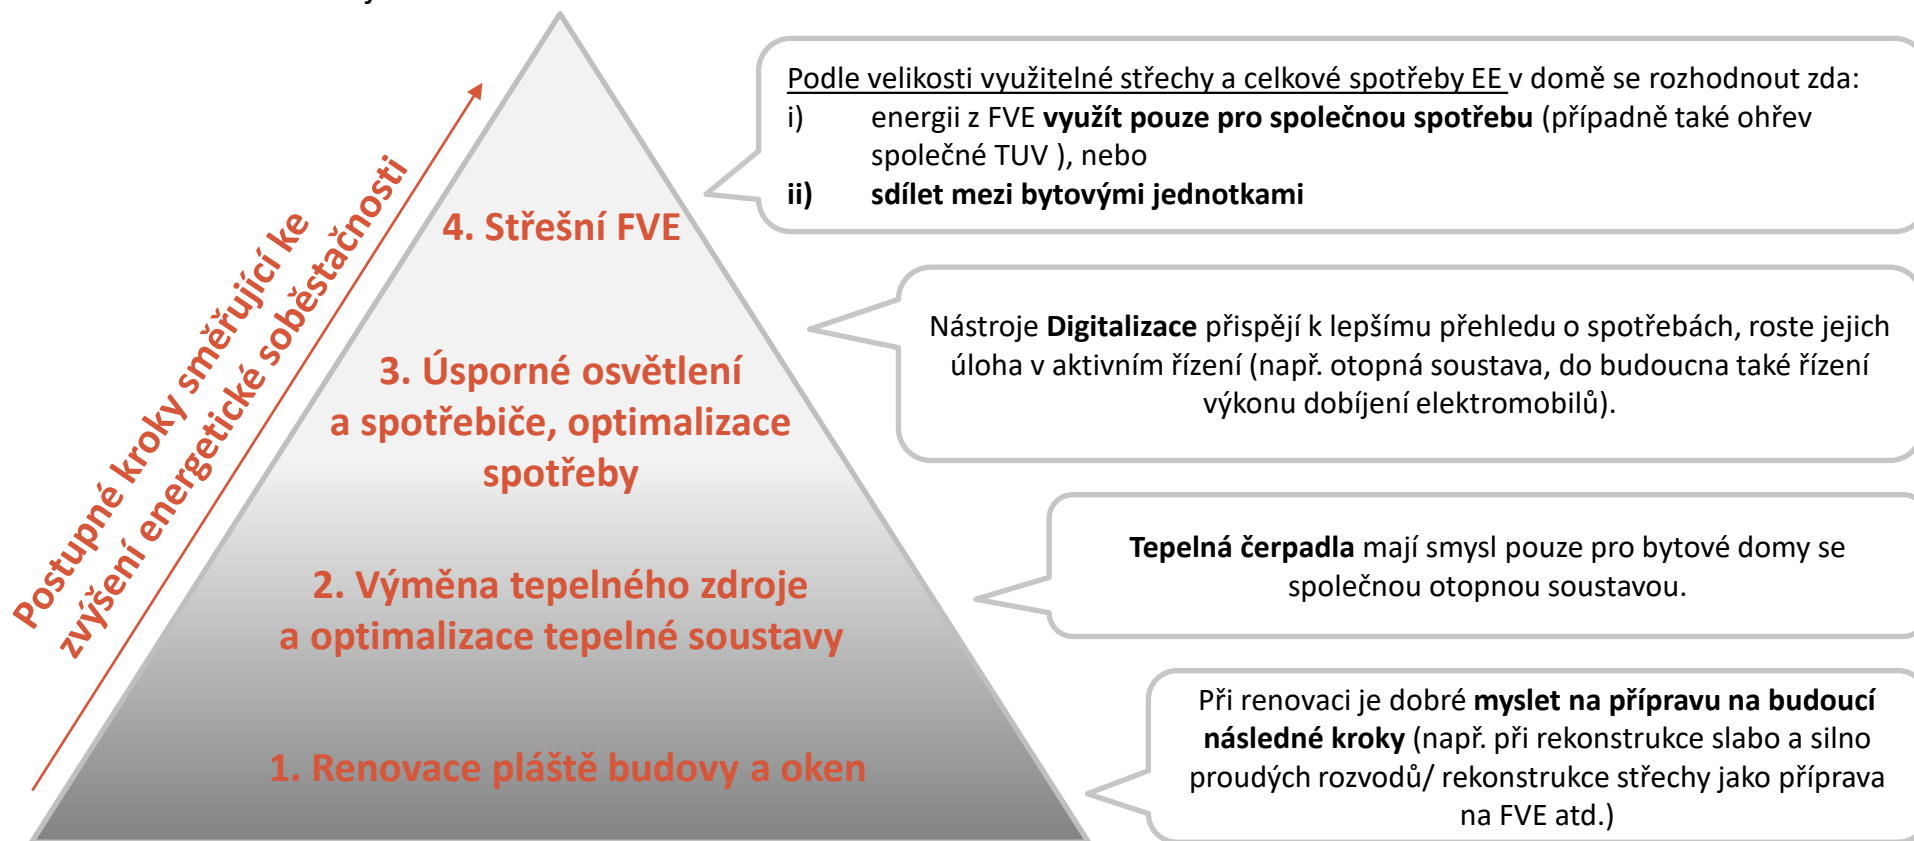 Podle velikosti využitelné střechy a celkové spotřeby EE v domě se rozhodnout zda:
i) energii z FVE využít pouze pro společnou spotřebu (případně také ohřev
společné TUV ), nebo
ii) sdílet mezi bytovými jednotkami
Postupné kroky směřující ke
zvýšení energetické soběstačnosti
4. Střešní FVE
Nástroje Digitalizace přispějí k lepšímu přehledu o spotřebách, roste jejich
úloha v aktivním řízení (např. otopná soustava, do budoucna také řízení
výkonu dobíjení elektromobilů).
3. Úsporné osvětlení
a spotřebiče, optimalizace
spotřeby
Tepelná čerpadla mají smysl pouze pro bytové domy se
společnou otopnou soustavou.
2. Výměna tepelného zdroje
a optimalizace tepelné soustavy
Při renovaci je dobré myslet na přípravu na budoucí
následné kroky (např. při rekonstrukce slabo a silno
proudých rozvodů/ rekonstrukce střechy jako příprava
na FVE atd.)
1. Renovace pláště budovy a oken